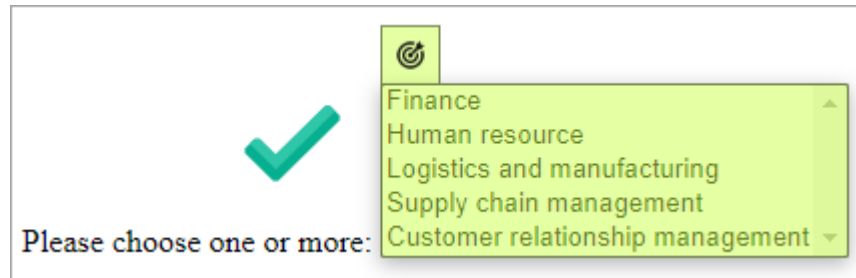 Finance
Human resource
Logistics and manufacturing
Supply chain management
Please choose one or more: Customer relationship management